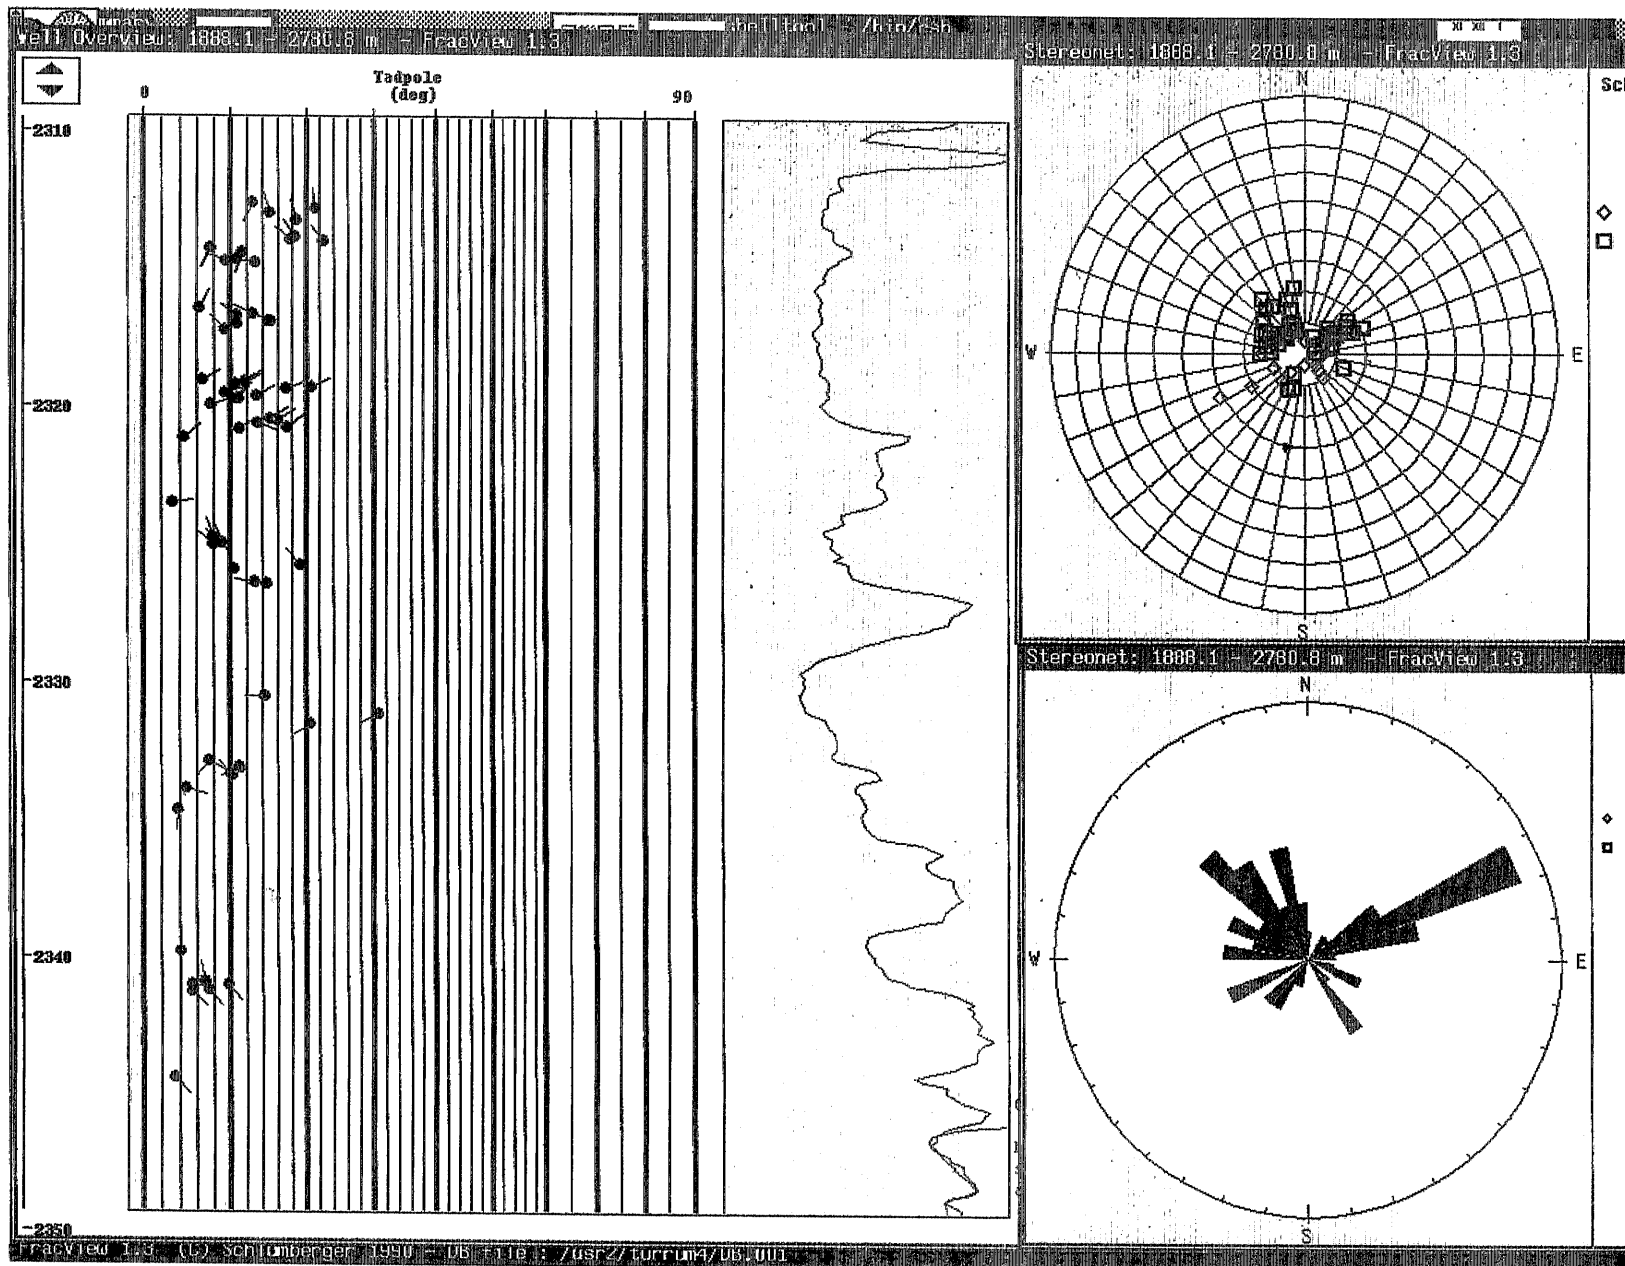 Well Overview: 1888.1 - 2780.8 m - FracView 1.3
/bin/csh
XI XII I
Stereonet: 1888.1 - 2780.8 m - FracView 1.3
Tadpole
(deg)
0
90
2310
2320
2330
2340
2350
N
W
E
S
Stereonet: 1888.1 - 2780.8 m - FracView 1.3
N
W
E
S
FracView 1.3 (C) Schlumberger 1990 - DB File : /usr2/turrum4/DB.001